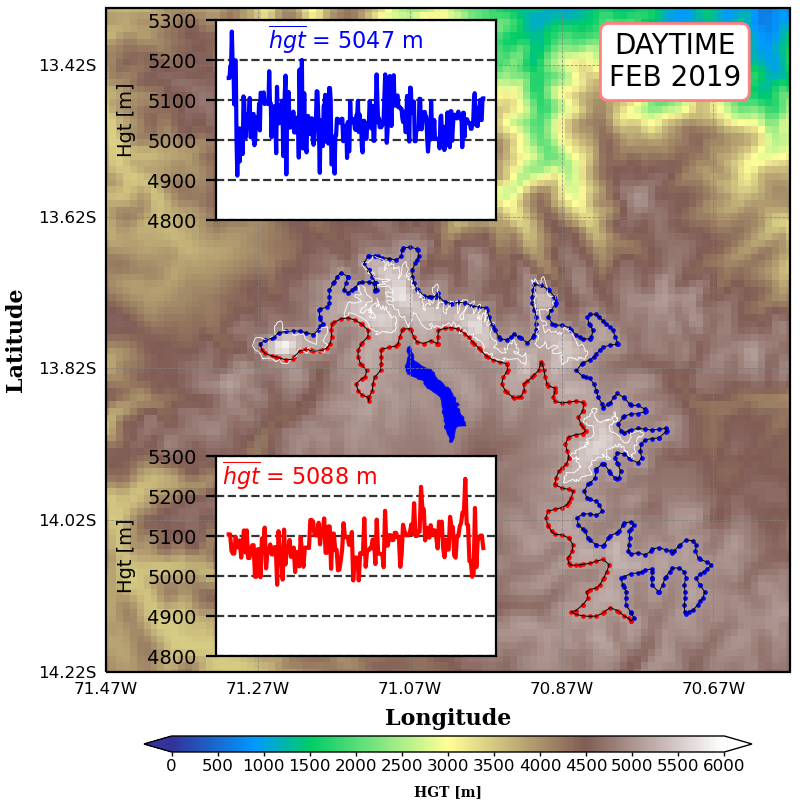 DAYTIME
FEB 2019
hgt = 5047 m
5300
5200
5100
5000
4900
4800
Hgt [m]
hgt = 5088 m
5300
5200
5100
5000
4900
4800
Hgt [m]
13.42S
13.62S
13.82S
14.02S
14.22S
Latitude
71.47W 71.27W 71.07W 70.87W 70.67W
Longitude
0 500 1000 1500 2000 2500 3000 3500 4000 4500 5000 5500 6000
HGT [m]